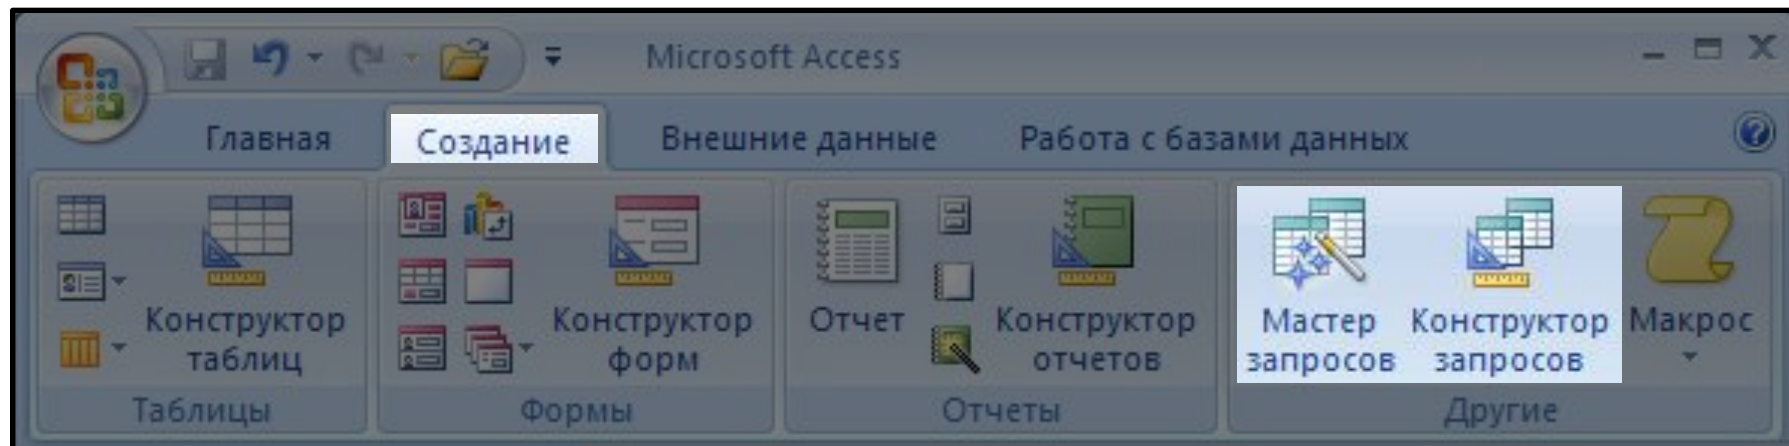 Microsoft Access
Главная Создание Внешние данные Работа с базами данных
Конструктор таблиц
Конструктор форм
Отчет
Конструктор отчетов
Мастер запросов
Конструктор запросов
Макрос
Таблицы Формы Отчеты Другие